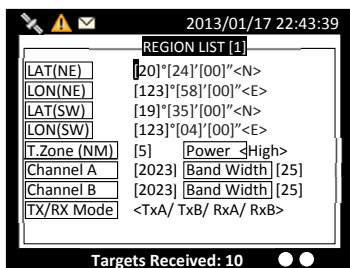 2013/01/17 22:43:39
REGION LIST [1]
LAT(NE) [20]°[24]'[00]"<N>
LON(NE) [123]°[58]'[00]"<E>
LAT(SW) [19]°[35]'[00]"<N>
LON(SW) [123]°[04]'[00]"<E>
T.Zone (NM) [5] Power <High>
Channel A [2023] Band Width [25]
Channel B [2023] Band Width [25]
TX/RX Mode <TxA/ TxB/ RxA/ RxB>
Targets Received: 10